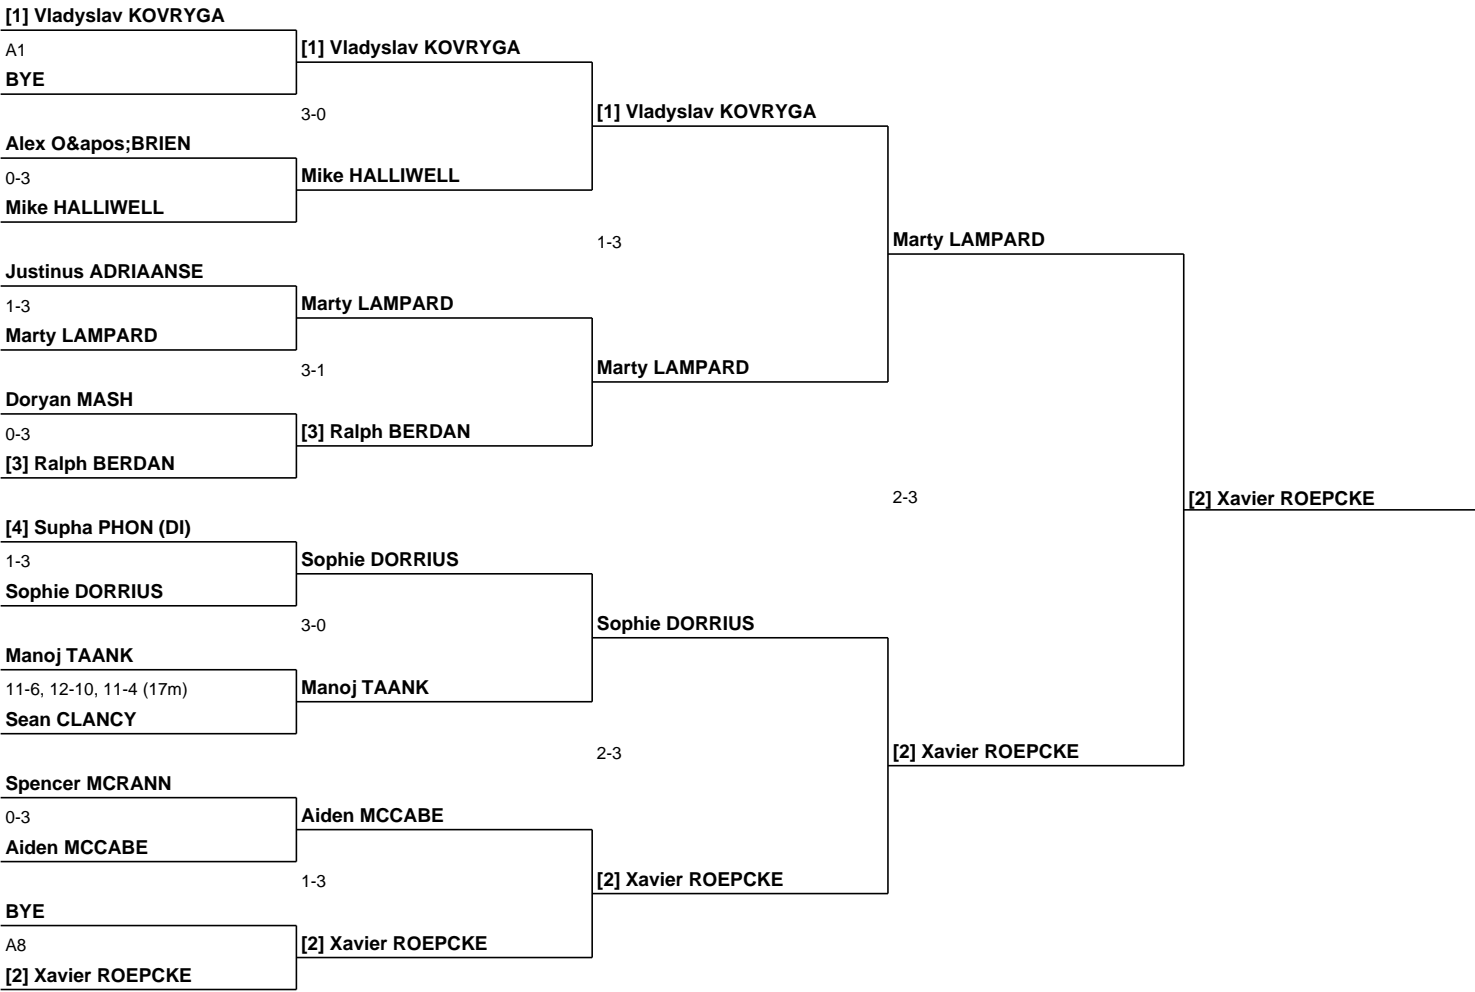 [1] Vladyslav KOVRYGA
A1
BYE
Alex O&apos;BRIEN
0-3
Mike HALLIWELL
Justinus ADRIAANSE
1-3
Marty LAMPARD
Doryan MASH
0-3
[3] Ralph BERDAN
[4] Supha PHON (DI)
1-3
Sophie DORRIUS
Manoj TAANK
11-6, 12-10, 11-4 (17m)
Sean CLANCY
Spencer MCRANN
0-3
Aiden MCCABE
BYE
A8
[2] Xavier ROEPCKE
[1] Vladyslav KOVRYGA
3-0
Mike HALLIWELL
Marty LAMPARD
3-1
[3] Ralph BERDAN
Sophie DORRIUS
3-0
Manoj TAANK
Aiden MCCABE
1-3
[2] Xavier ROEPCKE
[1] Vladyslav KOVRYGA
1-3
Marty LAMPARD
Sophie DORRIUS
2-3
[2] Xavier ROEPCKE
Marty LAMPARD
2-3
[2] Xavier ROEPCKE
[2] Xavier ROEPCKE